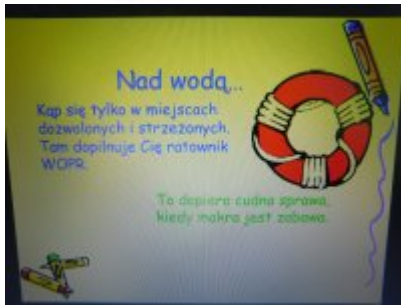 Nad wodą...
Kąp się tylko w miejscach
dozwolonych i strzeżonych.
Tam dopilnuje Cię ratownik
WOPR.
To dopiero cudna sprawa,
kiedy mokra jest zabawa.